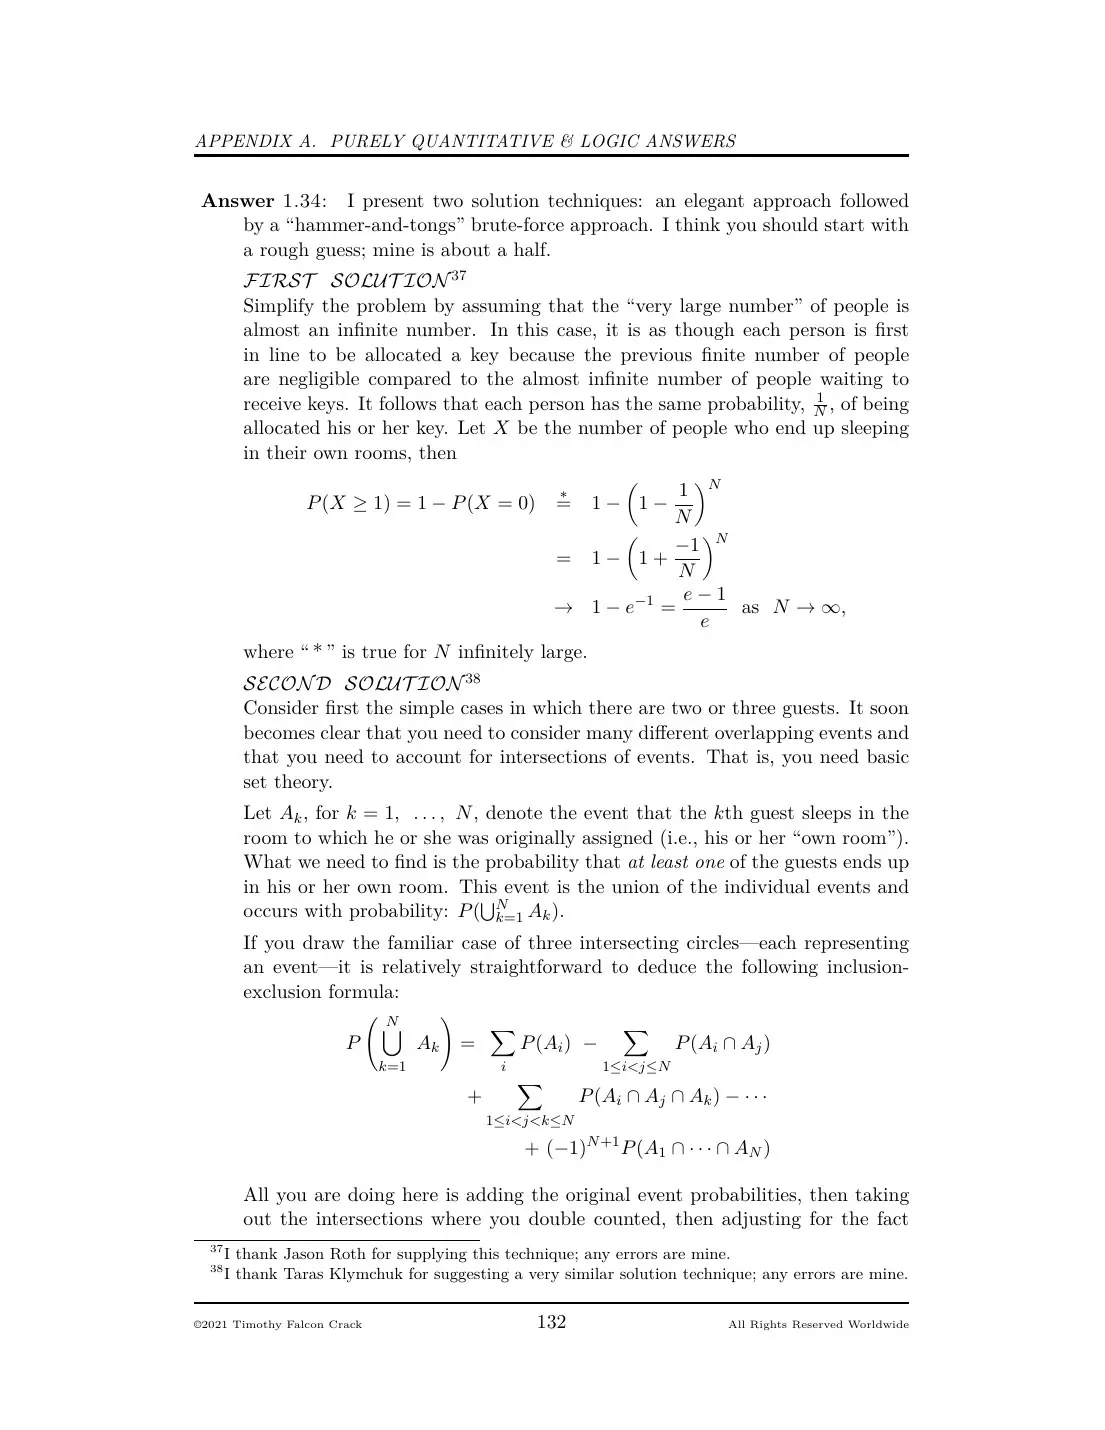 APPENDIX A. PURELY QUANTITATIVE & LOGIC ANSWERS
Answer 1.34: I present two solution techniques: an elegant approach followed
by a “hammer-and-tongs” brute-force approach. I think you should start with
a rough guess; mine is about a half.
FIRST SOLUTION³⁷
Simplify the problem by assuming that the “very large number” of people is
almost an infinite number. In this case, it is as though each person is first
in line to be allocated a key because the previous finite number of people
are negligible compared to the almost infinite number of people waiting to
receive keys. It follows that each person has the same probability, 1/N, of being
allocated his or her key. Let X be the number of people who end up sleeping
in their own rooms, then
P(X ≥ 1) = 1 − P(X = 0) =* 1 − (1 − 1/N)^N
= 1 − (1 + −1/N)^N
→ 1 − e^−1 = (e − 1)/e as N → ∞,
where “ * ” is true for N infinitely large.
SECOND SOLUTION³⁸
Consider first the simple cases in which there are two or three guests. It soon
becomes clear that you need to consider many different overlapping events and
that you need to account for intersections of events. That is, you need basic
set theory.
Let A_k, for k = 1, ..., N, denote the event that the kth guest sleeps in the
room to which he or she was originally assigned (i.e., his or her “own room”).
What we need to find is the probability that at least one of the guests ends up
in his or her own room. This event is the union of the individual events and
occurs with probability: P(⋃_{k=1}^N A_k).
If you draw the familiar case of three intersecting circles—each representing
an event—it is relatively straightforward to deduce the following inclusion-
exclusion formula:
P(⋃_{k=1}^N A_k) = ∑_i P(A_i) − ∑_{1≤i<j≤N} P(A_i ∩ A_j)
+ ∑_{1≤i<j<k≤N} P(A_i ∩ A_j ∩ A_k) − ···
+ (−1)^{N+1} P(A_1 ∩ ··· ∩ A_N)
All you are doing here is adding the original event probabilities, then taking
out the intersections where you double counted, then adjusting for the fact
³⁷I thank Jason Roth for supplying this technique; any errors are mine.
³⁸I thank Taras Klymchuk for suggesting a very similar solution technique; any errors are mine.
©2021 Timothy Falcon Crack 132 All Rights Reserved Worldwide